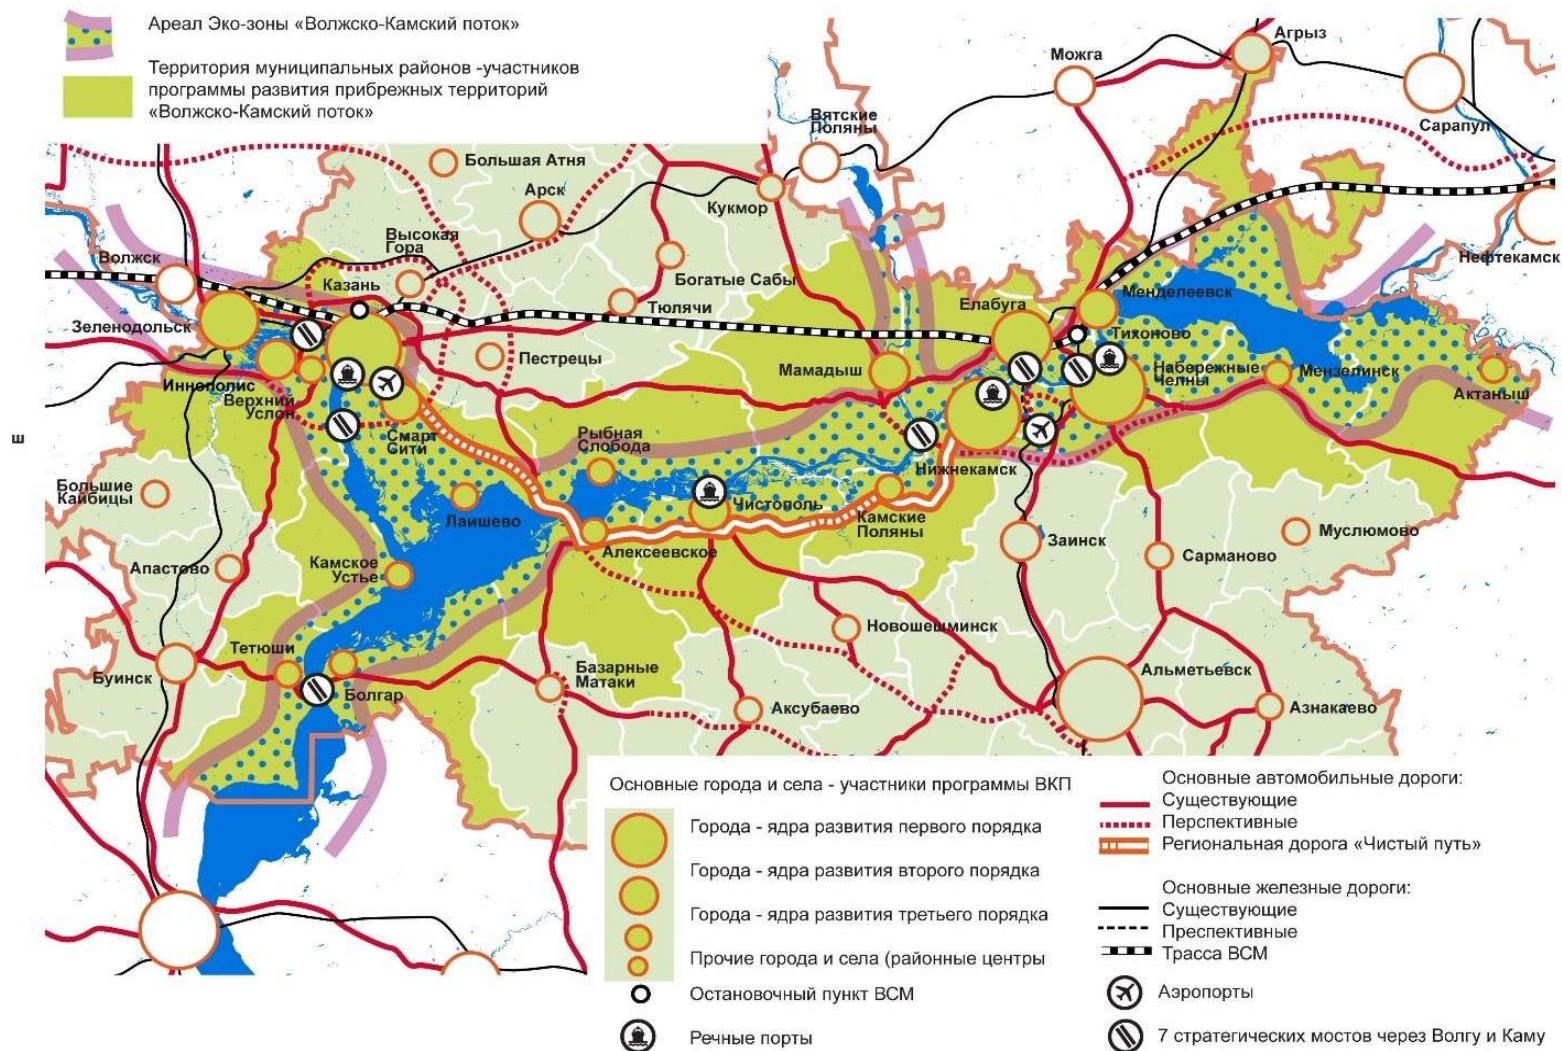 Ареал Эко-зоны «Волжско-Камский поток»
Территория муниципальных районов -участников
программы развития прибрежных территорий
«Волжско-Камский поток»
Агрыз
Можга
Сарапул
Вятские
Поляны
Большая Атня
Арск
Кукмор
Высокая
Гора
Волжск
Казань
Богатые Сабы
Тюлячи
Нефтекамск
Елабуга
Менделеевск
Зеленодольск
Тихоново
Пестрецы
Мамадыш
Набережные
Челны
Мензелинск
Актаныш
Иннополис
Верхний
Услон
Смарт
Сити
Рыбная
Слобода
ш
Нижнекамск
Большие
Кайбицы
Лаишево
Чистополь
Камские
Поляны
Муслюмово
Алексеевское
Заинск
Сарманово
Апастово
Камское
Устье
Новошешминск
Тетюши
Буинск
Болгар
Базарные
Матаки
Альметьевск
Аксубаево
Азнакаево
Основные города и села - участники программы ВКП
Города - ядра развития первого порядка
Города - ядра развития второго порядка
Города - ядра развития третьего порядка
Прочие города и села (районные центры
Остановочный пункт ВСМ
Речные порты
Основные автомобильные дороги:
Существующие
Перспективные
Региональная дорога «Чистый путь»
Основные железные дороги:
Существующие
Преспективные
Трасса ВСМ
Аэропорты
7 стратегических мостов через Волгу и Каму